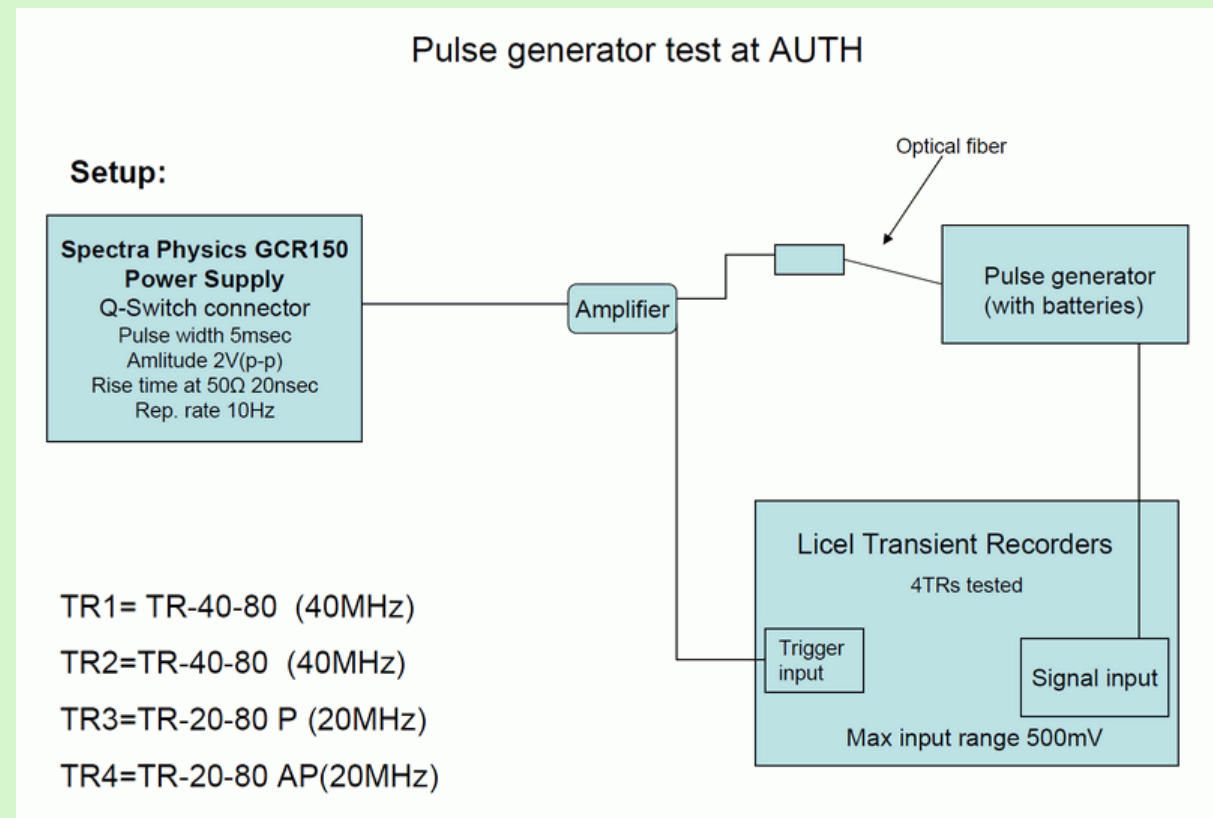 Pulse generator test at AUTH
Optical fiber
Setup:
Spectra Physics GCR150
Power Supply
Q-Switch connector
Pulse width 5msec
Amlitude 2V(p-p)
Rise time at 50Ω 20nsec
Rep. rate 10Hz
Amplifier
Pulse generator
(with batteries)
Licel Transient Recorders
4TRs tested
Trigger
input
Signal input
Max input range 500mV
TR1= TR-40-80 (40MHz)
TR2=TR-40-80 (40MHz)
TR3=TR-20-80 P (20MHz)
TR4=TR-20-80 AP(20MHz)